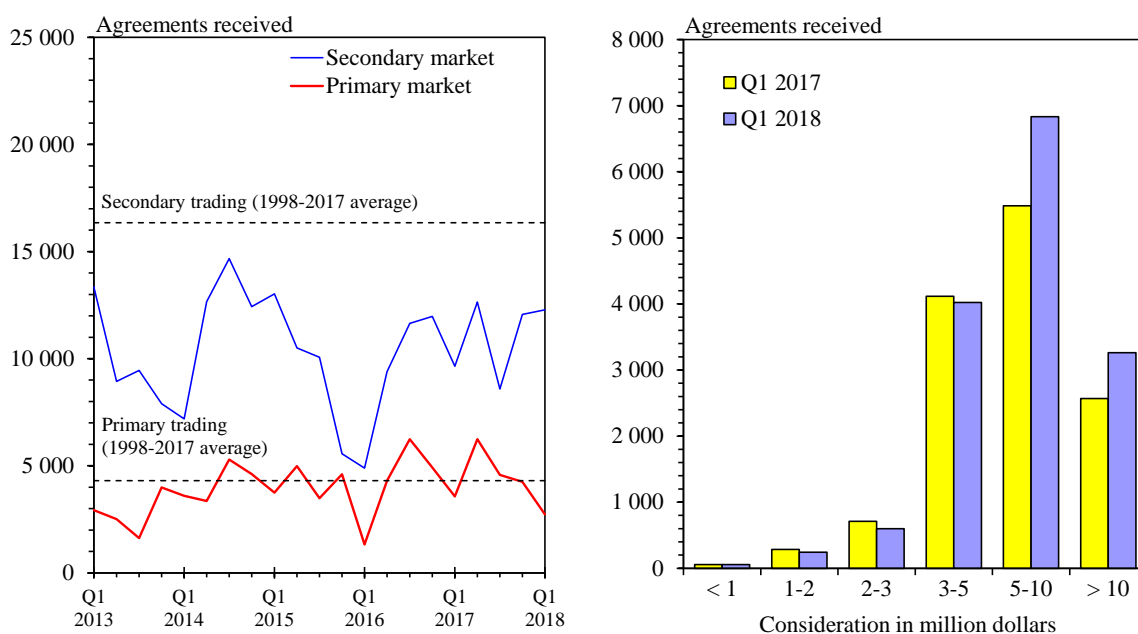 Agreements received
25 000
20 000
15 000
10 000
5 000
0
Secondary market
Primary market
Secondary trading (1998-2017 average)
Primary trading
(1998-2017 average)
Q1 Q1 Q1 Q1 Q1 Q1
2013 2014 2015 2016 2017 2018
Agreements received
8 000
7 000
6 000
5 000
4 000
3 000
2 000
1 000
0
Q1 2017
Q1 2018
< 1 1-2 2-3 3-5 5-10 > 10
Consideration in million dollars